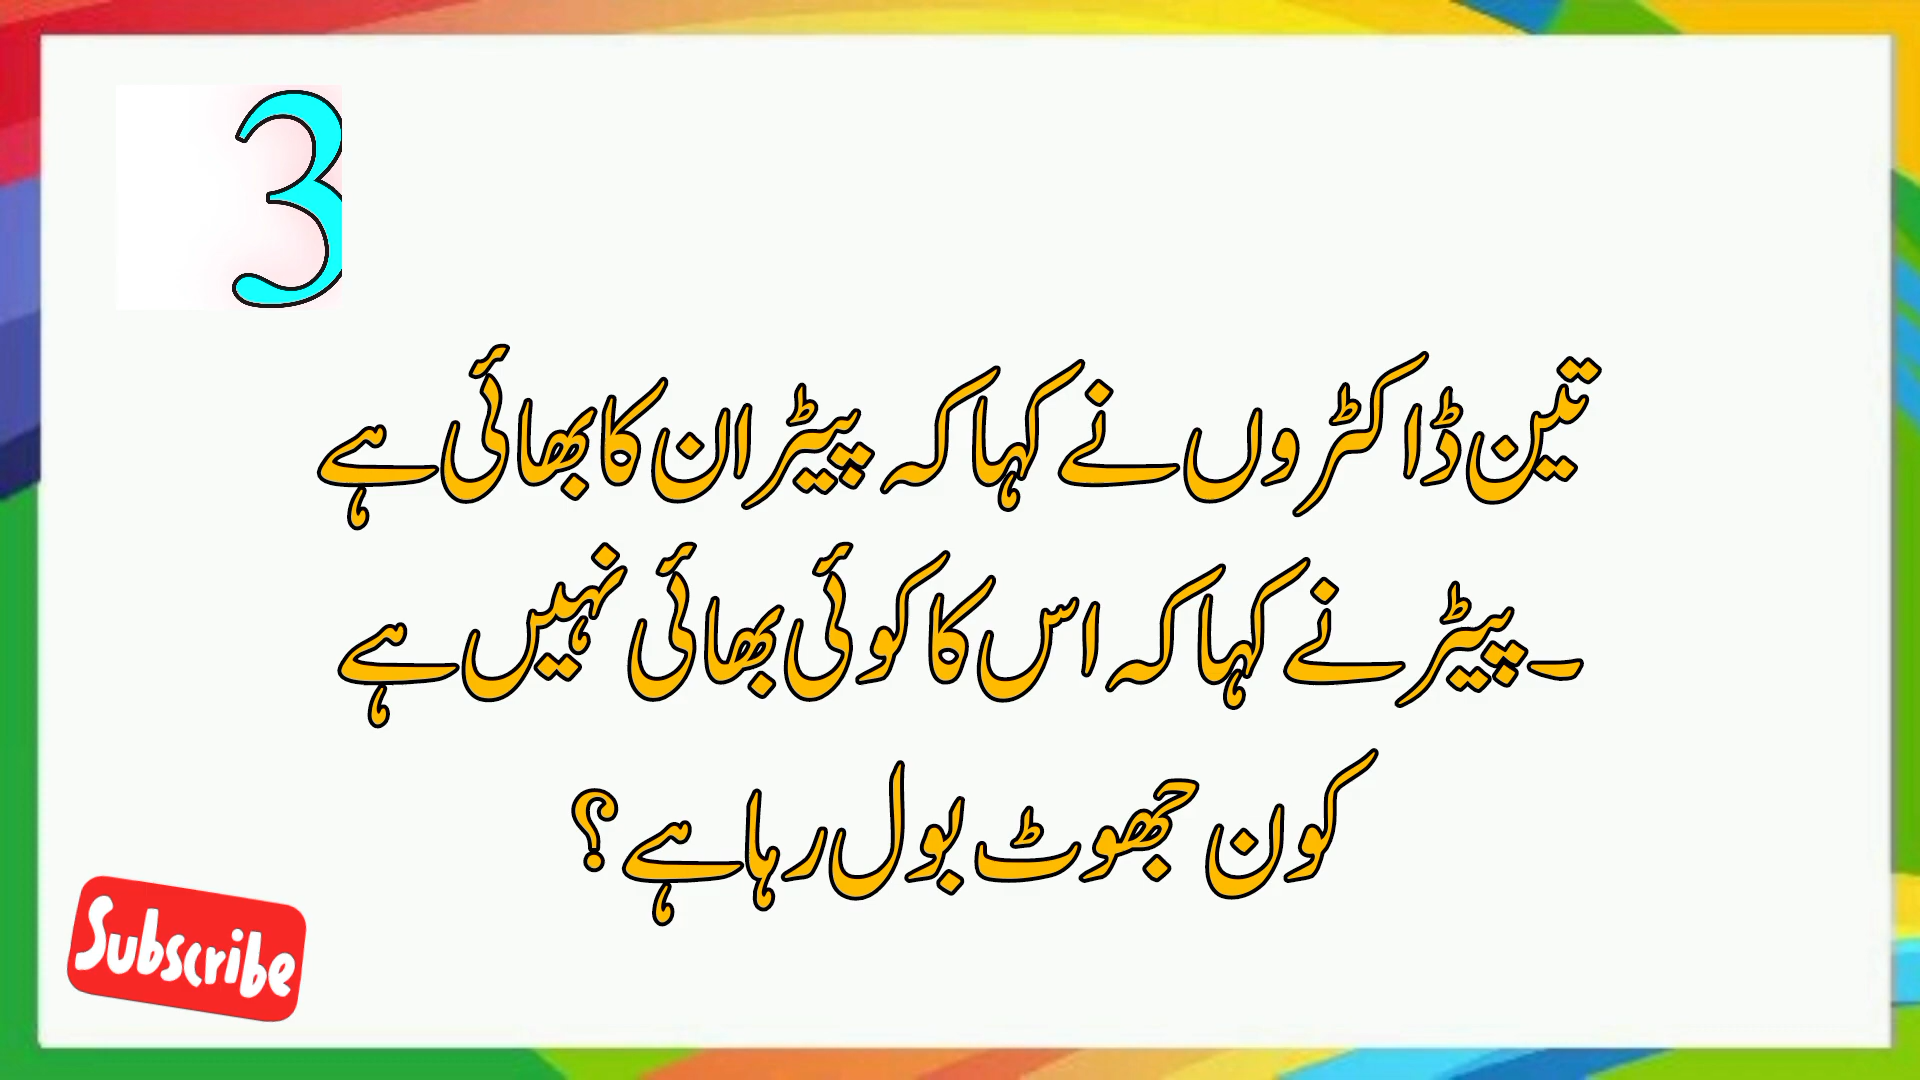 3
تین ڈاکٹروں نے کہا کہ پیٹر ان کا بھائی ہے
۔پیٹر نے کہا کہ اس کا کوئی بھائی نہیں ہے
کون جھوٹ بول رہا ہے؟
Subscribe